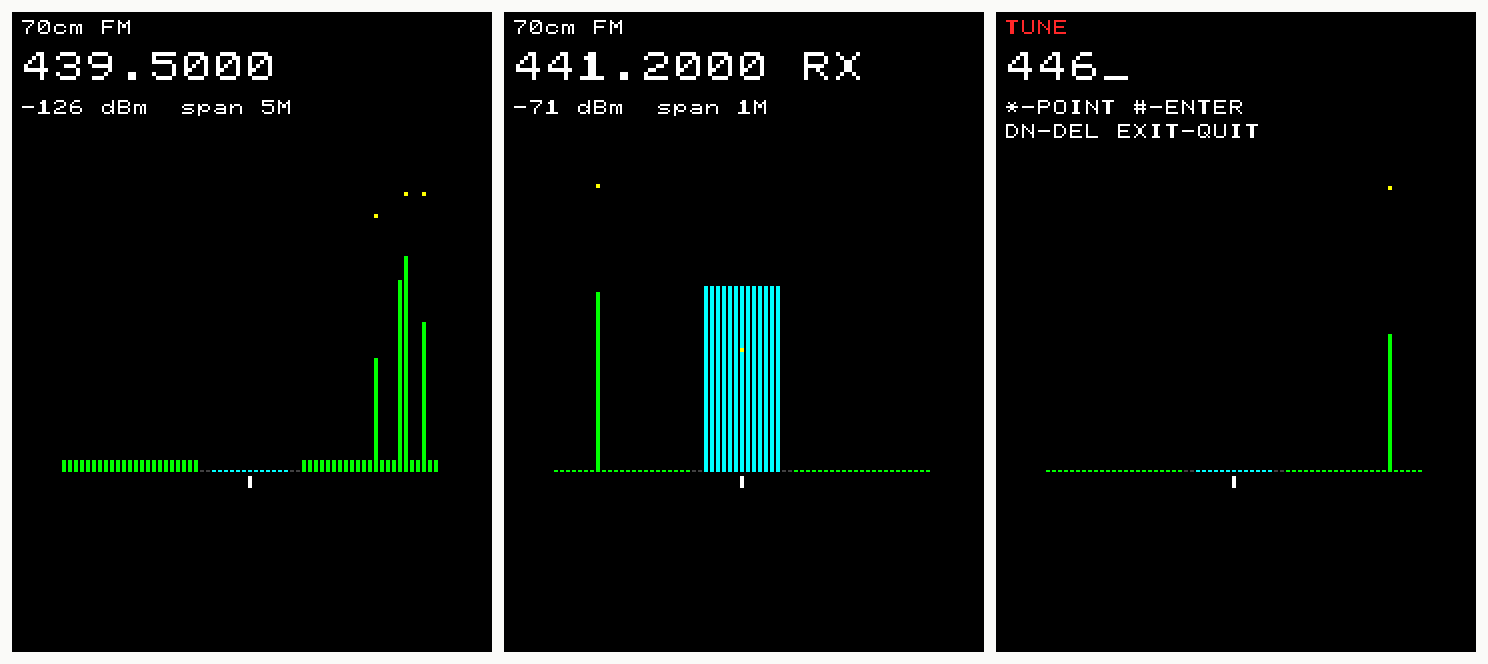 70cm FM
439.5000
-126 dBm span 5M
70cm FM
441.2000 RX
-71 dBm span 1M
TUNE
446_
*-POINT #-ENTER
DN-DEL EXIT-QUIT